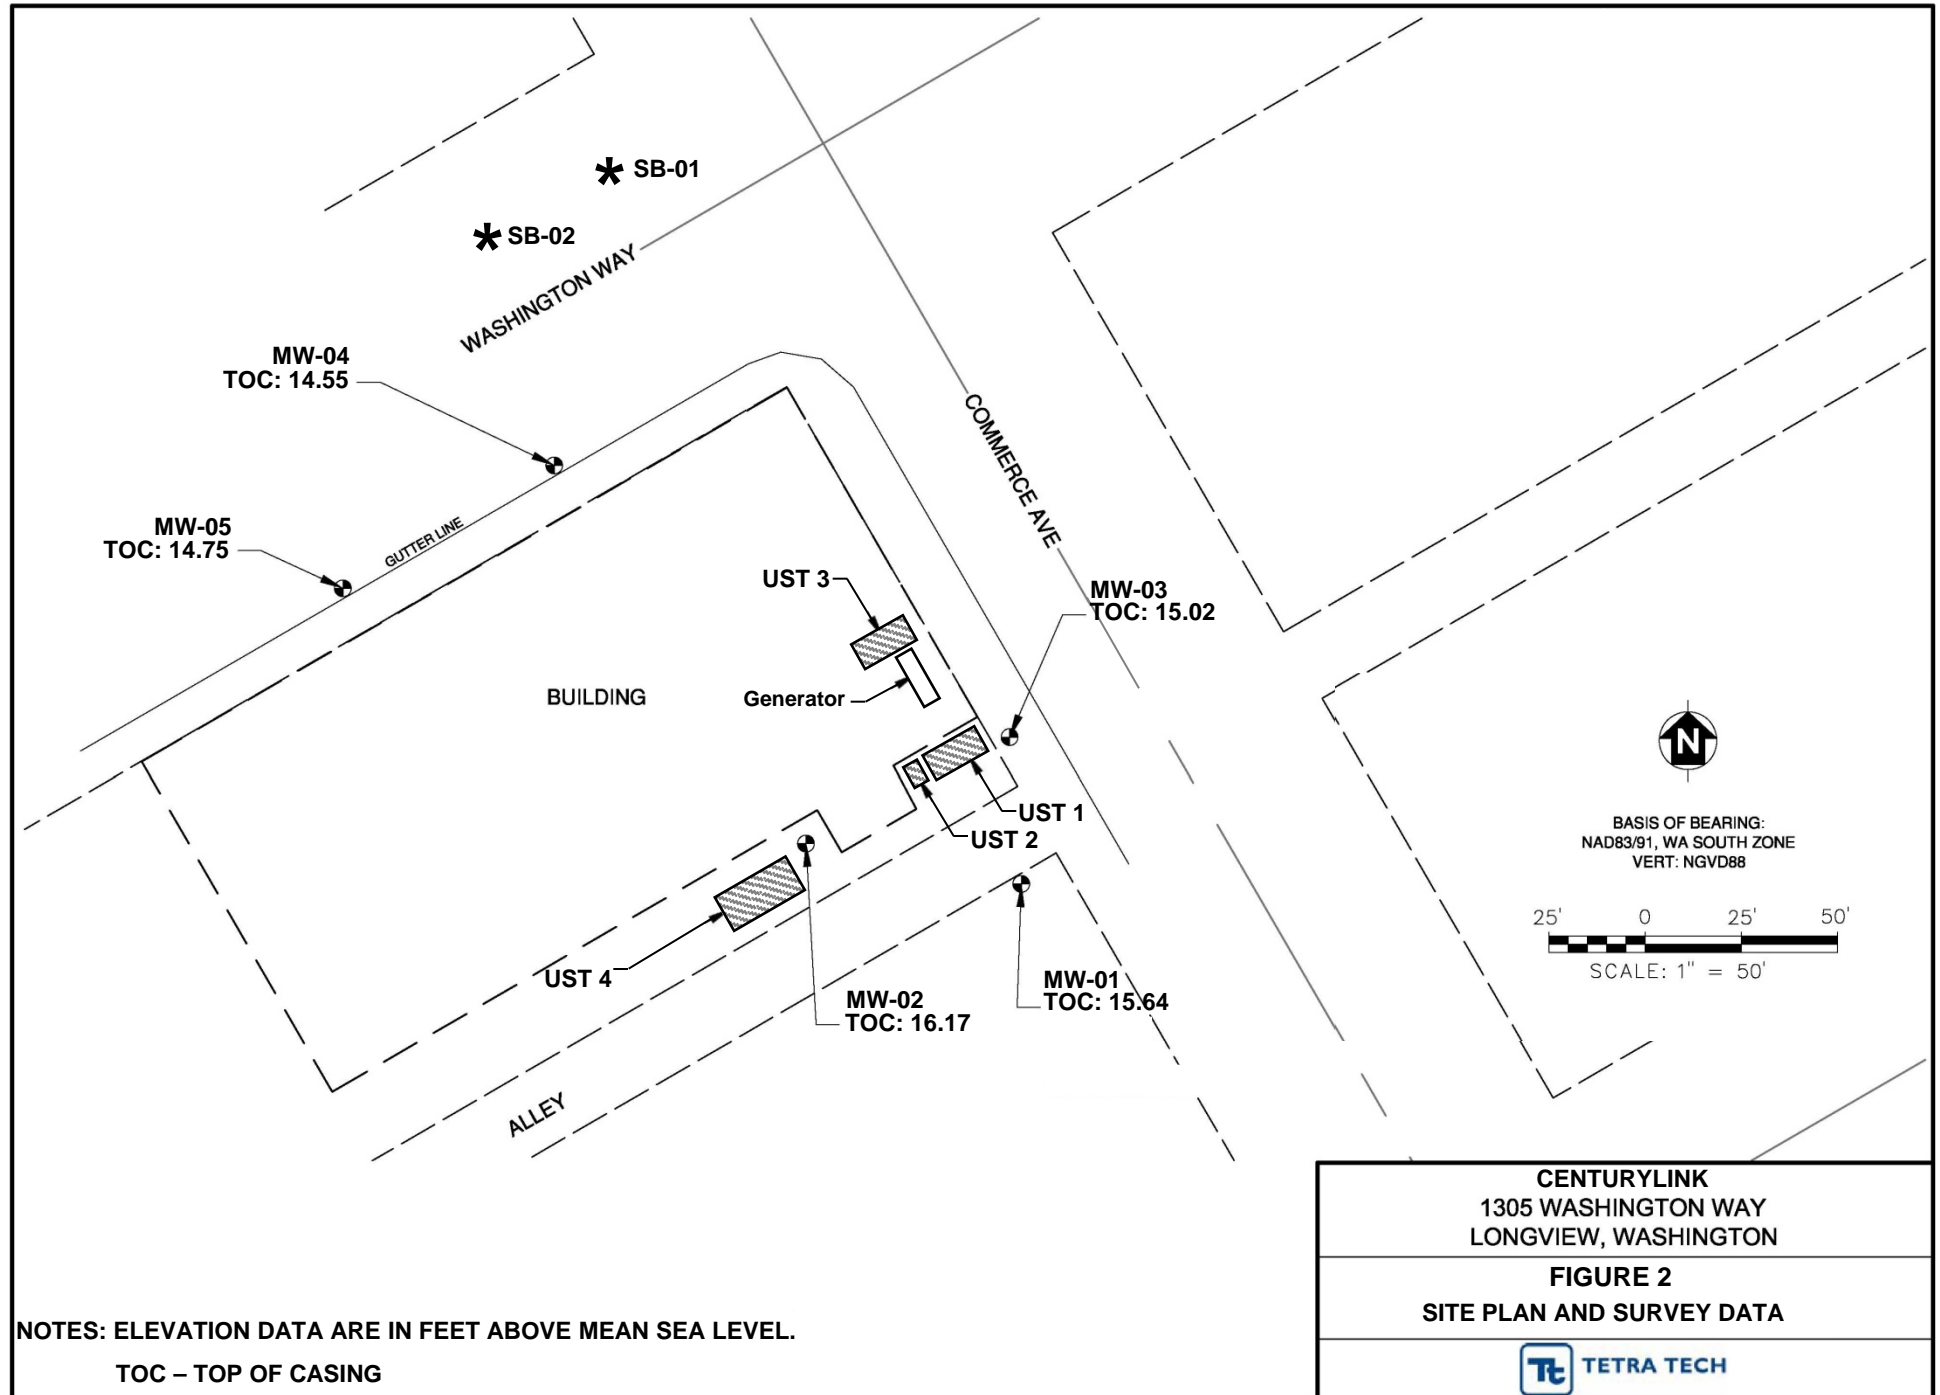 SB-01
SB-02
WASHINGTON WAY
MW-04
TOC: 14.55
COMMERCE AVE
MW-05
TOC: 14.75
GUTTER LINE
UST 3
MW-03
TOC: 15.02
BUILDING
Generator
N
UST 1
UST 2
BASIS OF BEARING:
NAD83/91, WA SOUTH ZONE
VERT: NGVD88
25' 0 25' 50'
SCALE: 1" = 50'
UST 4
MW-02
TOC: 16.17
MW-01
TOC: 15.64
ALLEY
CENTURYLINK
1305 WASHINGTON WAY
LONGVIEW, WASHINGTON
FIGURE 2
SITE PLAN AND SURVEY DATA
Tt TETRA TECH
NOTES: ELEVATION DATA ARE IN FEET ABOVE MEAN SEA LEVEL.
TOC – TOP OF CASING